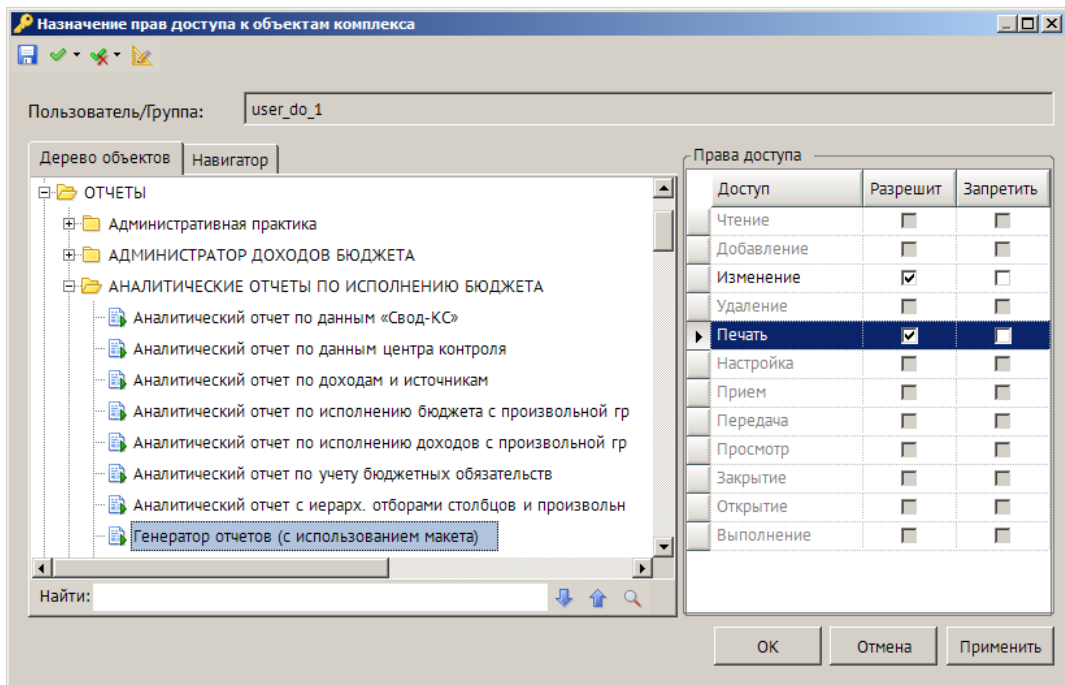 Назначение прав доступа к объектам комплекса
Пользователь/Группа: user_do_1
Дерево объектов Навигатор
ОТЧЕТЫ
Административная практика
АДМИНИСТРАТОР ДОХОДОВ БЮДЖЕТА
АНАЛИТИЧЕСКИЕ ОТЧЕТЫ ПО ИСПОЛНЕНИЮ БЮДЖЕТА
Аналитический отчет по данным «Свод-КС»
Аналитический отчет по данным центра контроля
Аналитический отчет по доходам и источникам
Аналитический отчет по исполнению бюджета с произвольной гр
Аналитический отчет по исполнению доходов с произвольной гр
Аналитический отчет по учету бюджетных обязательств
Аналитический отчет с иерарх. отборами столбцов и произвольн
Генератор отчетов (с использованием макета)
Найти:
Права доступа
Доступ Разрешит Запретить
Чтение
Добавление
Изменение
Удаление
Печать
Настройка
Прием
Передача
Просмотр
Закрытие
Открытие
Выполнение
ОК Отмена Применить